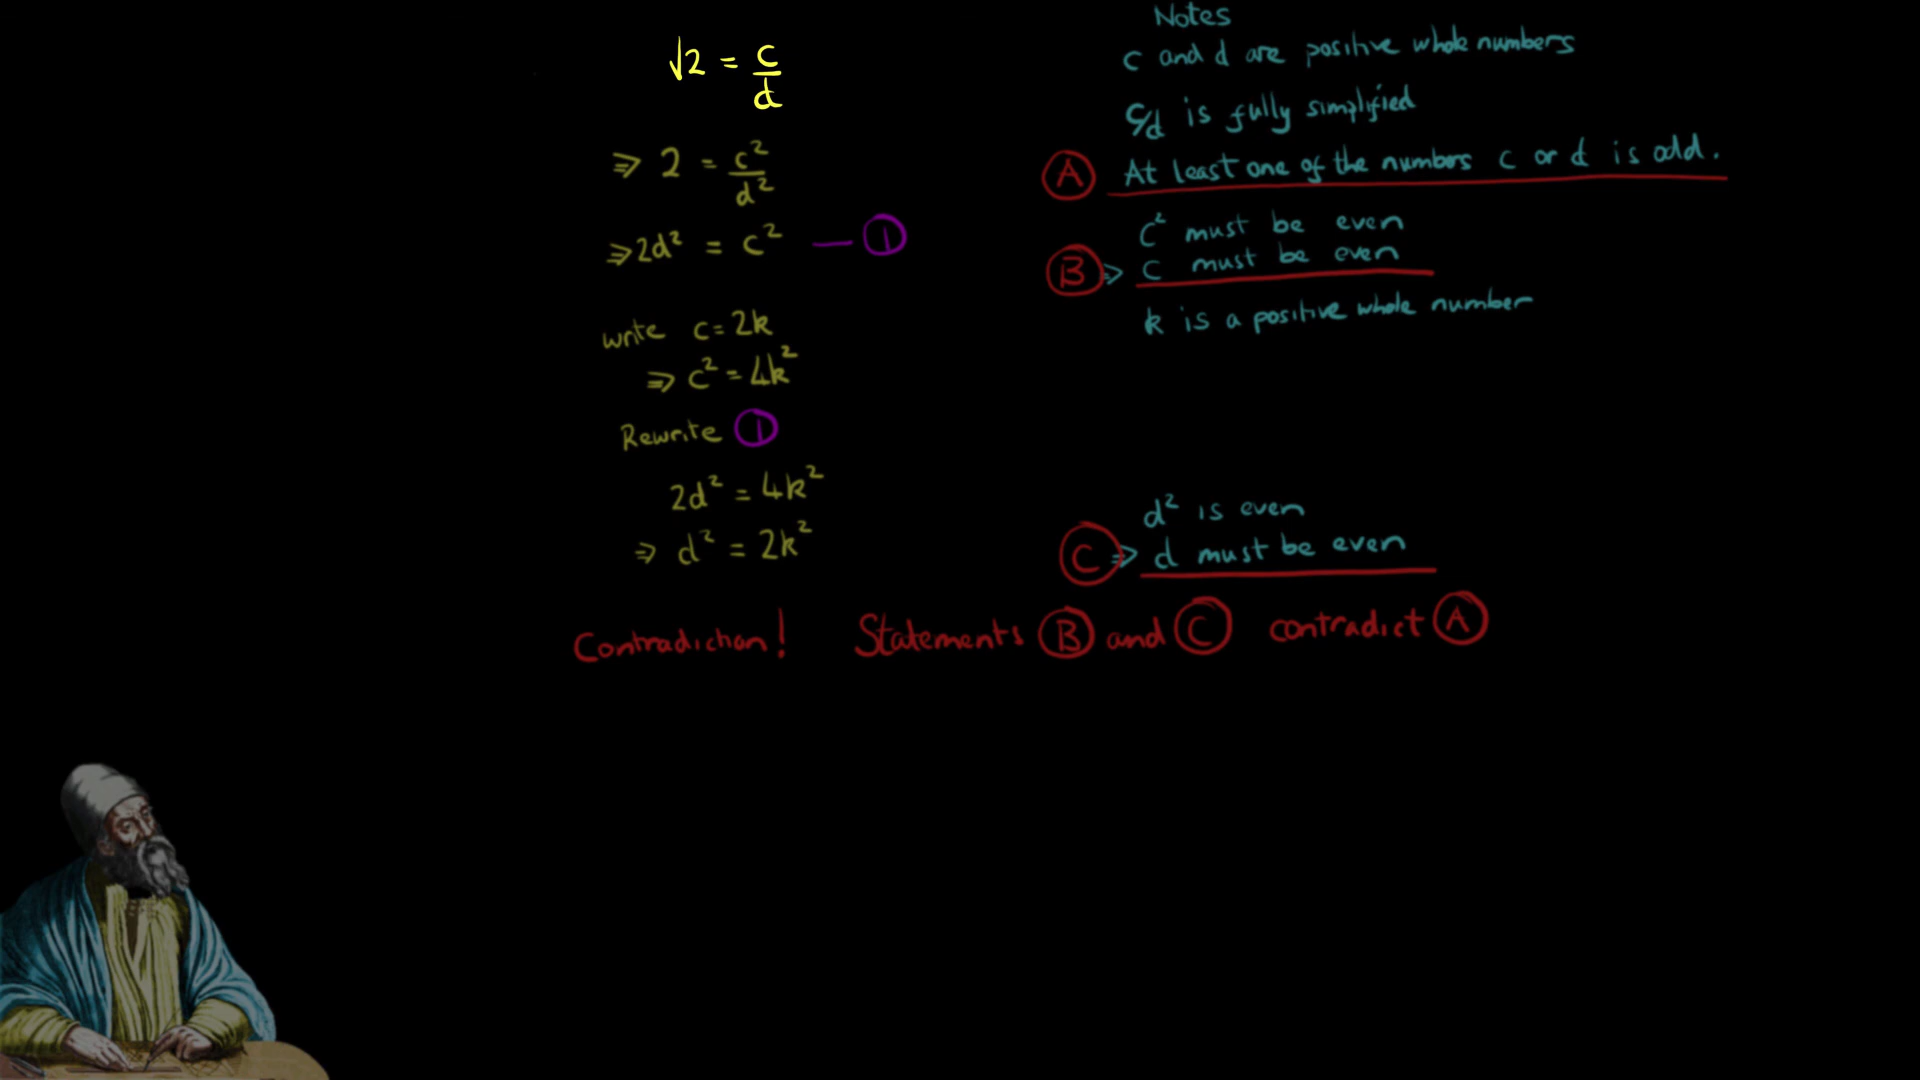 √2 = c/d
⇒ 2 = c²/d²
⇒ 2d² = c² — ①
write c = 2k
⇒ c² = 4k²
Rewrite ①
2d² = 4k²
⇒ d² = 2k²
Notes
c and d are positive whole numbers
c/d is fully simplified
Ⓐ At least one of the numbers c or d is odd.
c² must be even
Ⓑ ⇒ c must be even
k is a positive whole number
d² is even
Ⓒ ⇒ d must be even
Contradiction! Statements Ⓑ and Ⓒ contradict Ⓐ